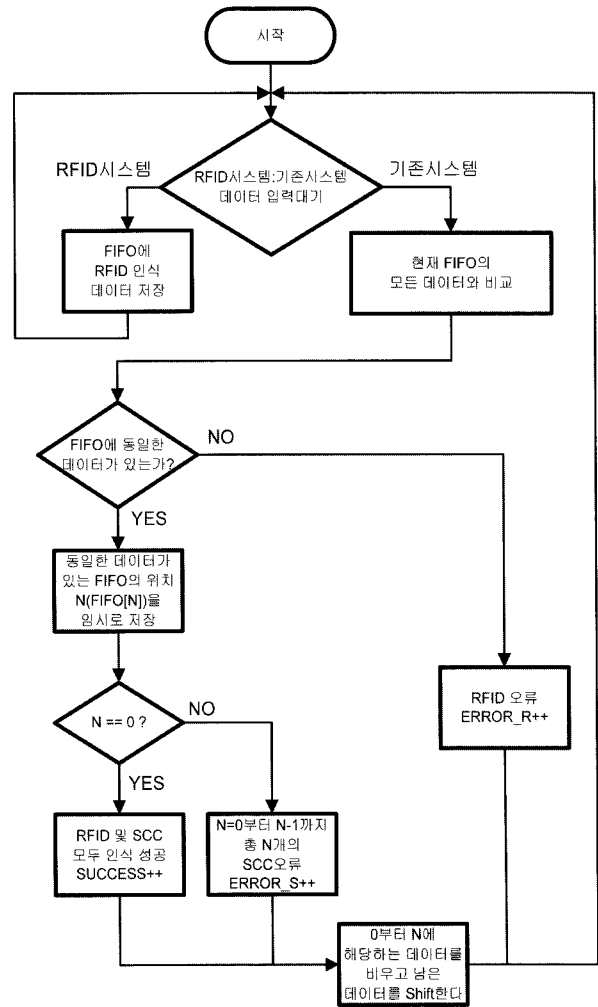 시작
RFID시스템
RFID시스템:기존시스템
데이터 입력대기
기존시스템
FIFO에
RFID 인식
데이터 저장
현재 FIFO의
모든 데이터와 비교
FIFO에 동일한
데이터가 있는가?
NO
YES
동일한 데이터가
있는 FIFO의 위치
N(FIFO[N])을
임시로 저장
RFID 오류
ERROR_R++
N == 0 ?
NO
YES
RFID 및 SCC
모두 인식 성공
SUCCESS++
N=0부터 N-1까지
총 N개의
SCC오류
ERROR_S++
0부터 N에
해당하는 데이터를
비우고 남은
데이터를 Shift한다